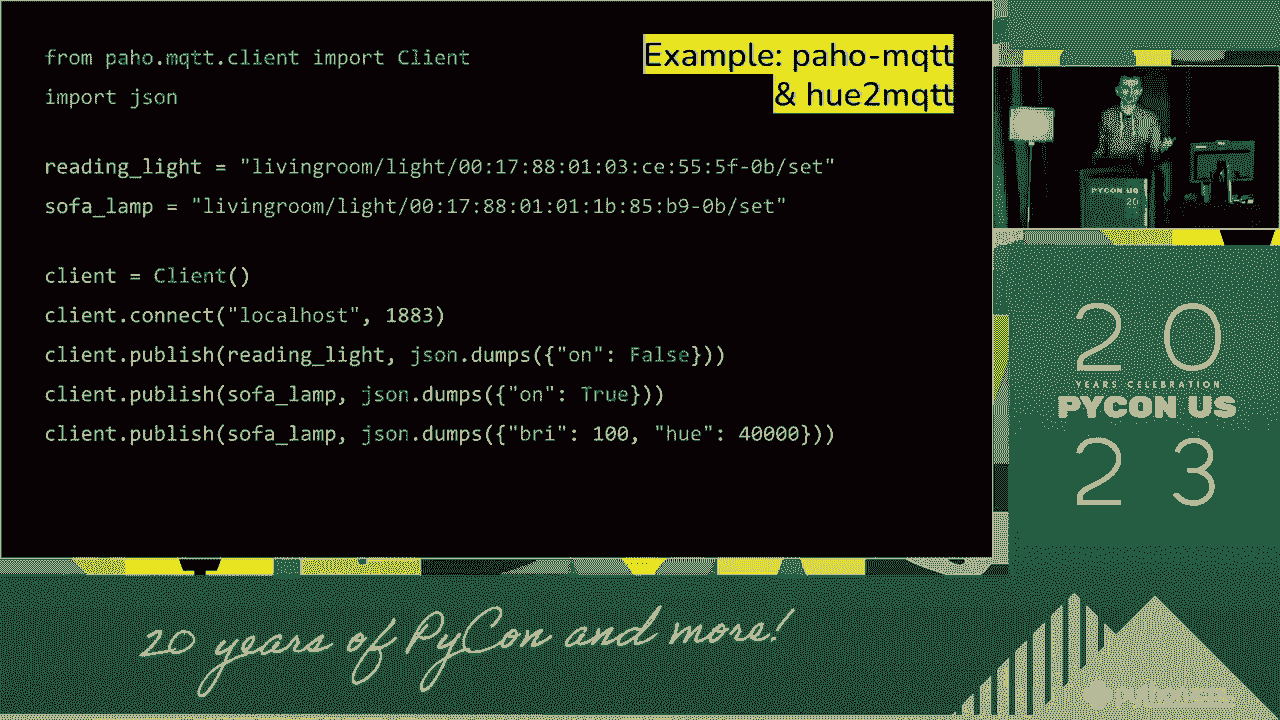 from paho.mqtt.client import Client
import json
Example: paho-mqtt
& hue2mqtt
reading_light = "livingroom/light/00:17:88:01:03:ce:55:5f-0b/set"
sofa_lamp = "livingroom/light/00:17:88:01:01:1b:85:b9-0b/set"
client = Client()
client.connect("localhost", 1883)
client.publish(reading_light, json.dumps({"on": False}))
client.publish(sofa_lamp, json.dumps({"on": True}))
client.publish(sofa_lamp, json.dumps({"bri": 100, "hue": 40000}))
PYCON US
20
20
YEARS CELEBRATION
PYCON US
23
20 years of PyCon and more!